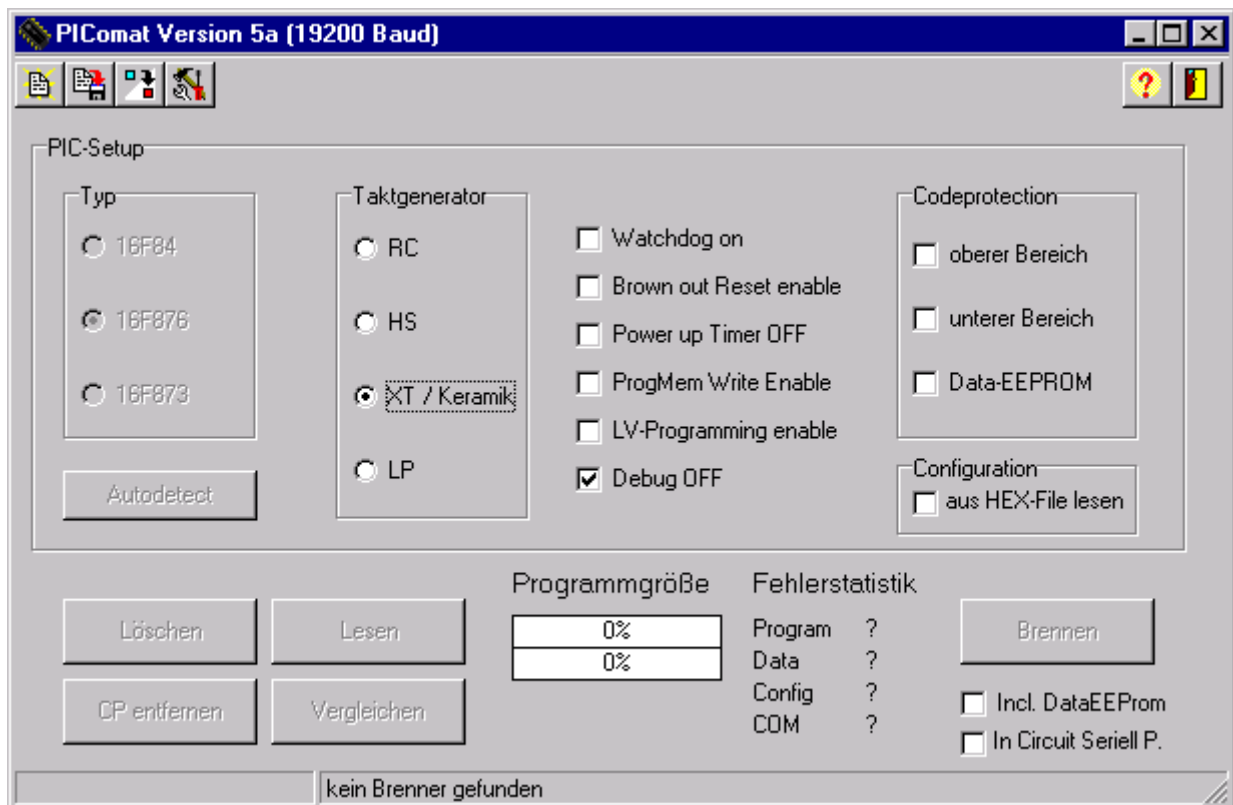 PIComat Version 5a (19200 Baud)
PIC-Setup
Typ
16F84
16F876
16F873
Autodetect
Taktgenerator
RC
HS
XT / Keramik
LP
Watchdog on
Brown out Reset enable
Power up Timer OFF
ProgMem Write Enable
LV-Programming enable
Debug OFF
Codeprotection
oberer Bereich
unterer Bereich
Data-EEPROM
Configuration
aus HEX-File lesen
Löschen
Lesen
CP entfernen
Vergleichen
Programmgröße
0%
0%
Fehlerstatistik
Program ?
Data ?
Config ?
COM ?
Brennen
Incl. DataEEProm
In Circuit Seriell P.
kein Brenner gefunden